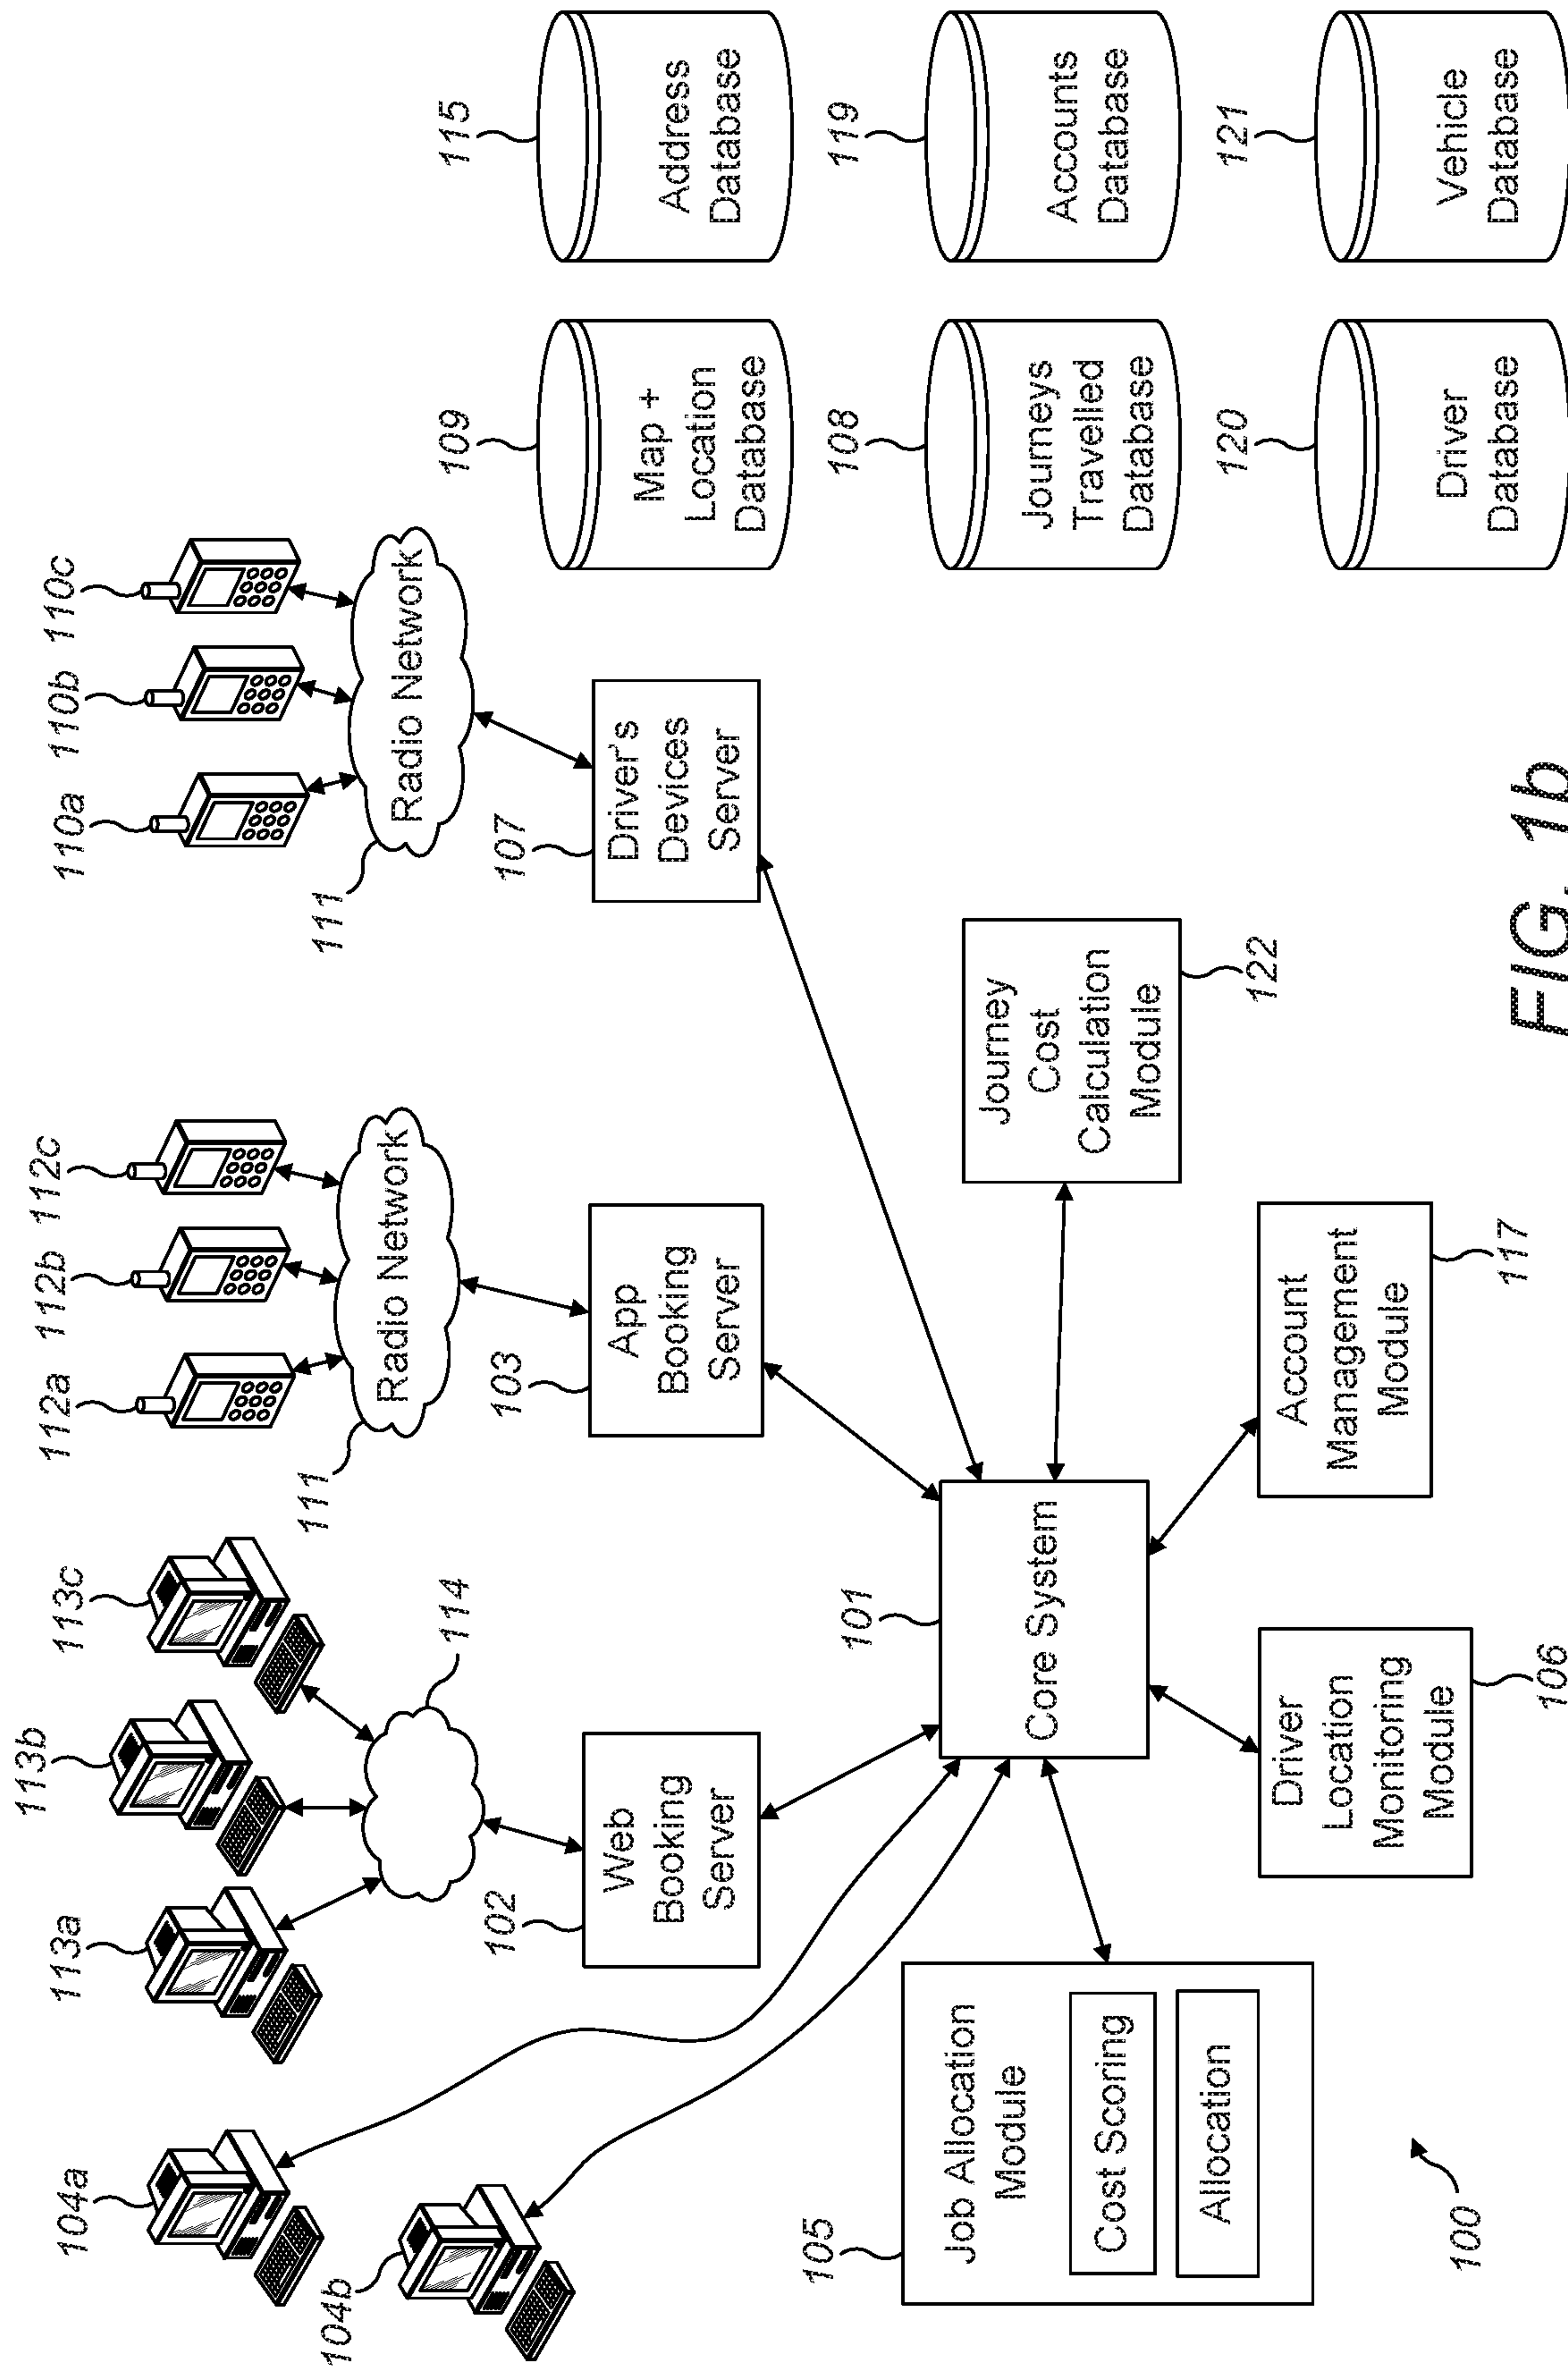 104a
104b
113a
113b
113c
114
112a
112b
112c
111
Radio Network
110a
110b
110c
111
Radio Network
102
Web
Booking
Server
103
App
Booking
Server
107
Driver's
Devices
Server
109
Map +
Location
Database
115
Address
Database
108
Journeys
Travelled
Database
119
Accounts
Database
120
Driver
Database
121
Vehicle
Database
105
Job Allocation
Module
Cost Scoring
Allocation
101
Core System
Journey
Cost
Calculation
Module
122
Driver
Location
Monitoring
Module
106
Account
Management
Module
117
100
FIG. 1b